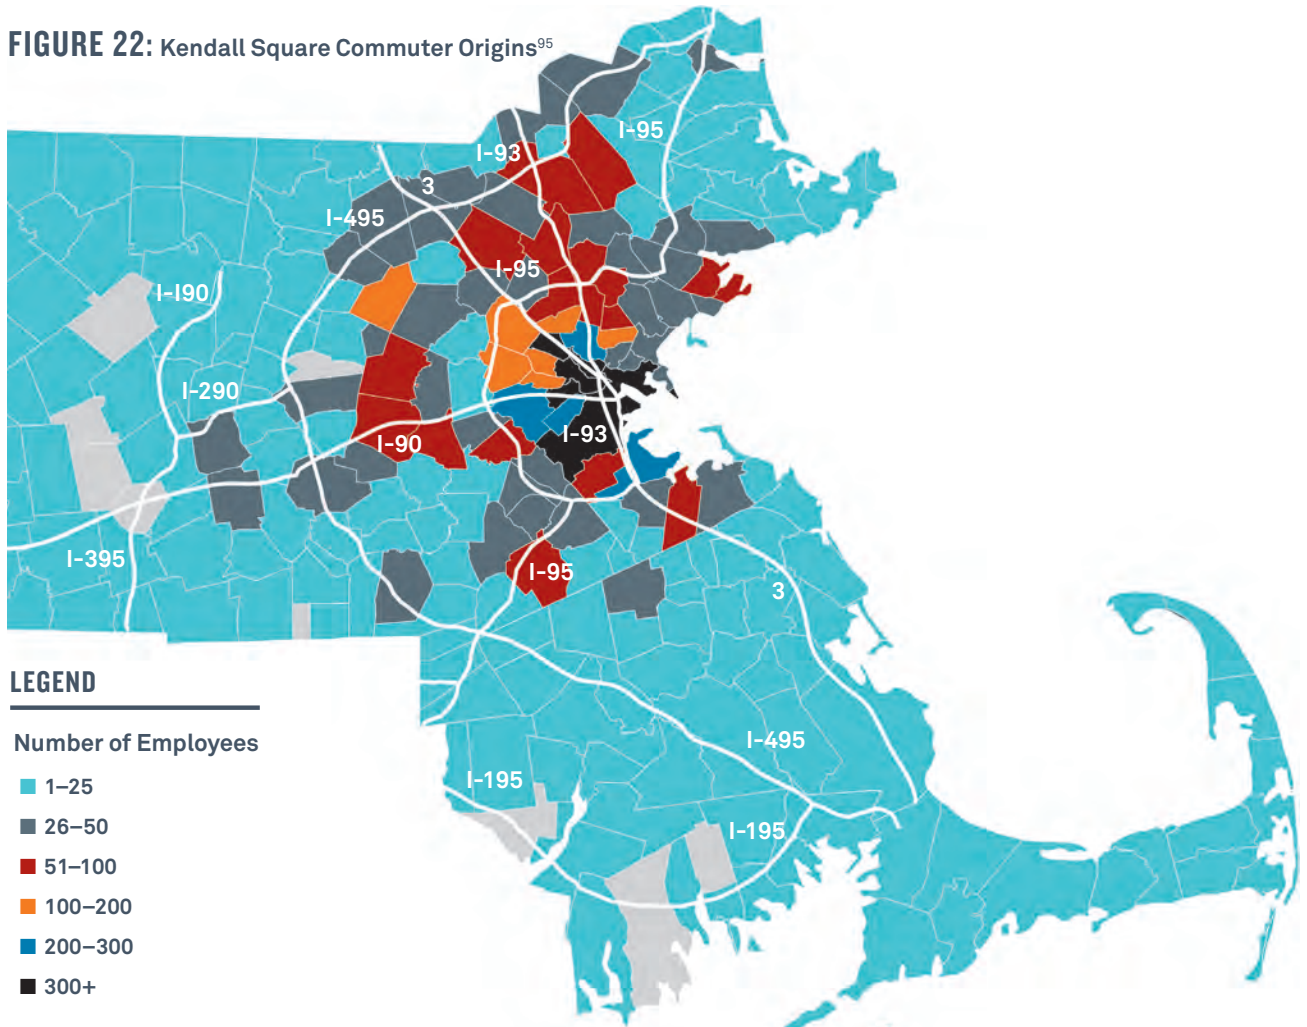 FIGURE 22: Kendall Square Commuter Origins95
I-95
I-93
3
I-495
I-95
I-I90
I-290
I-93
I-90
I-395
I-95
3
LEGEND
Number of Employees
I-495
I-195
1–25
I-195
26–50
51–100
100–200
200–300
300+